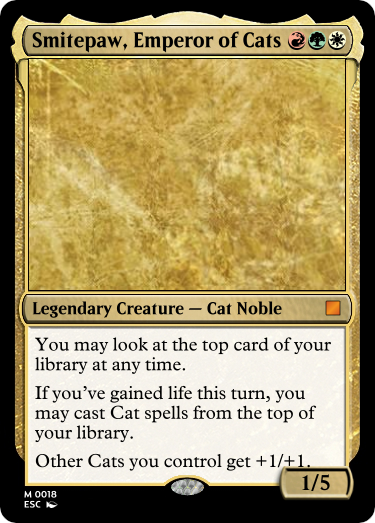 Smitepaw, Emperor of Cats
Legendary Creature — Cat Noble
You may look at the top card of your
library at any time.
If you've gained life this turn, you
may cast Cat spells from the top of
your library.
Other Cats you control get +1/+1.
1/5
M 0018
ESC